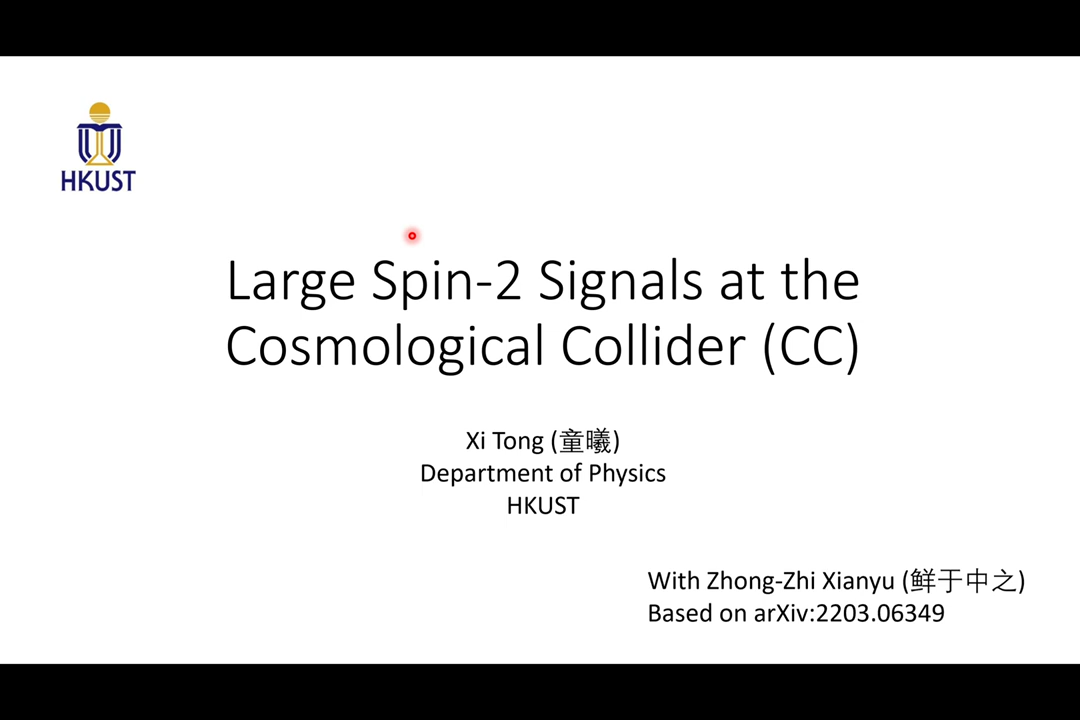 HKUST
Large Spin-2 Signals at the
Cosmological Collider (CC)
Xi Tong (童曦)
Department of Physics
HKUST
With Zhong-Zhi Xianyu (鲜于中之)
Based on arXiv:2203.06349